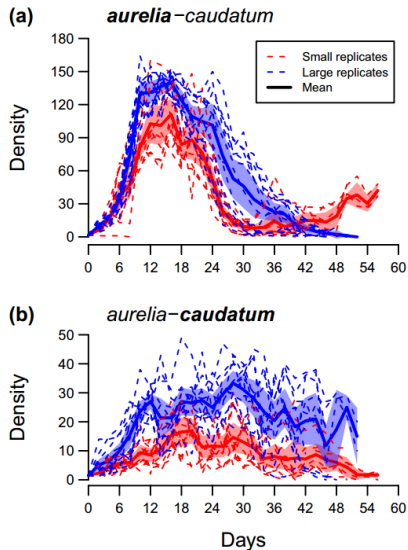 (a) aurelia−caudatum
180
150
120
90
60
30
0
Density
Small replicates
Large replicates
Mean
0 6 12 18 24 30 36 42 48 54 60
(b) aurelia−caudatum
50
40
30
20
10
0
Density
0 6 12 18 24 30 36 42 48 54 60
Days